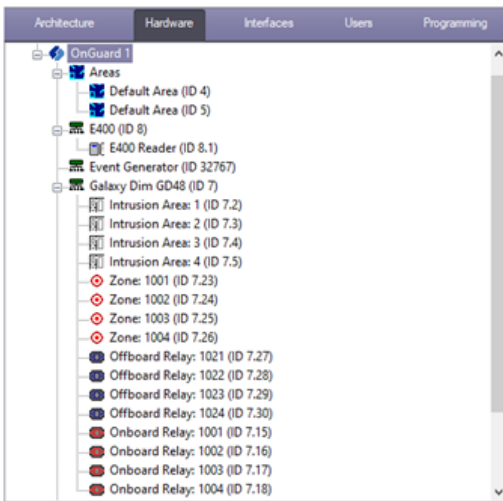 Architecture Hardware Interfaces Users Programming
OnGuard 1
Areas
Default Area (ID 4)
Default Area (ID 5)
E400 (ID 8)
E400 Reader (ID 8.1)
Event Generator (ID 32767)
Galaxy Dim GD48 (ID 7)
Intrusion Area: 1 (ID 7.2)
Intrusion Area: 2 (ID 7.3)
Intrusion Area: 3 (ID 7.4)
Intrusion Area: 4 (ID 7.5)
Zone: 1001 (ID 7.23)
Zone: 1002 (ID 7.24)
Zone: 1003 (ID 7.25)
Zone: 1004 (ID 7.26)
Offboard Relay: 1021 (ID 7.27)
Offboard Relay: 1022 (ID 7.28)
Offboard Relay: 1023 (ID 7.29)
Offboard Relay: 1024 (ID 7.30)
Onboard Relay: 1001 (ID 7.15)
Onboard Relay: 1002 (ID 7.16)
Onboard Relay: 1003 (ID 7.17)
Onboard Relay: 1004 (ID 7.18)